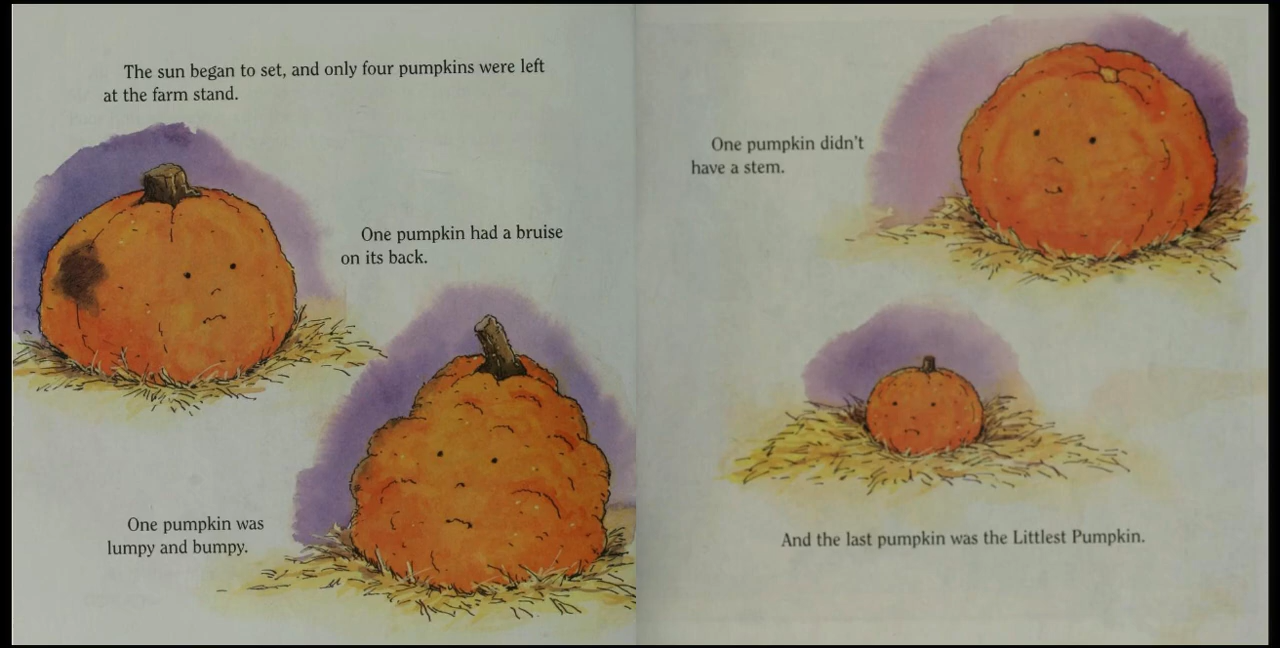 The sun began to set, and only four pumpkins were left
at the farm stand.
One pumpkin had a bruise
on its back.
One pumpkin was
lumpy and bumpy.
One pumpkin didn't
have a stem.
And the last pumpkin was the Littlest Pumpkin.